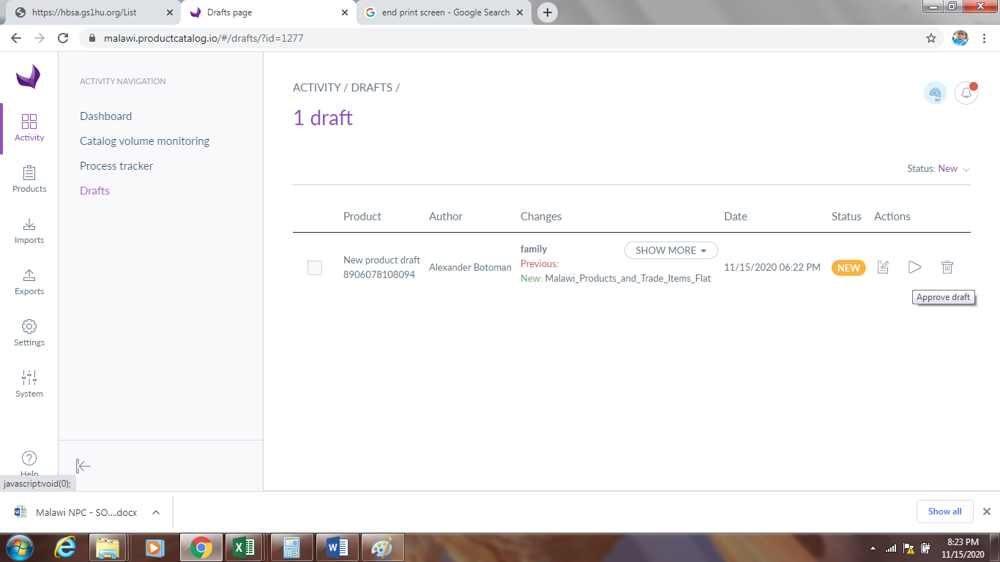 https://hbsa.gs1hu.org/List
Drafts page
end print screen - Google Search
malawi.productcatalog.io/#/drafts/?id=1277
Activity
Products
Imports
Exports
Settings
System
Help
ACTIVITY NAVIGATION
Dashboard
Catalog volume monitoring
Process tracker
Drafts
ACTIVITY / DRAFTS /
1 draft
Status: New
Product Author Changes Date Status Actions
New product draft
8906078108094
Alexander Botoman
family
SHOW MORE
Previous:
New: Malawi_Products_and_Trade_Items_Flat
11/15/2020 06:22 PM
NEW
Approve draft
javascript:void(0);
Malawi NPC - SO....docx
Show all
8:23 PM
11/15/2020